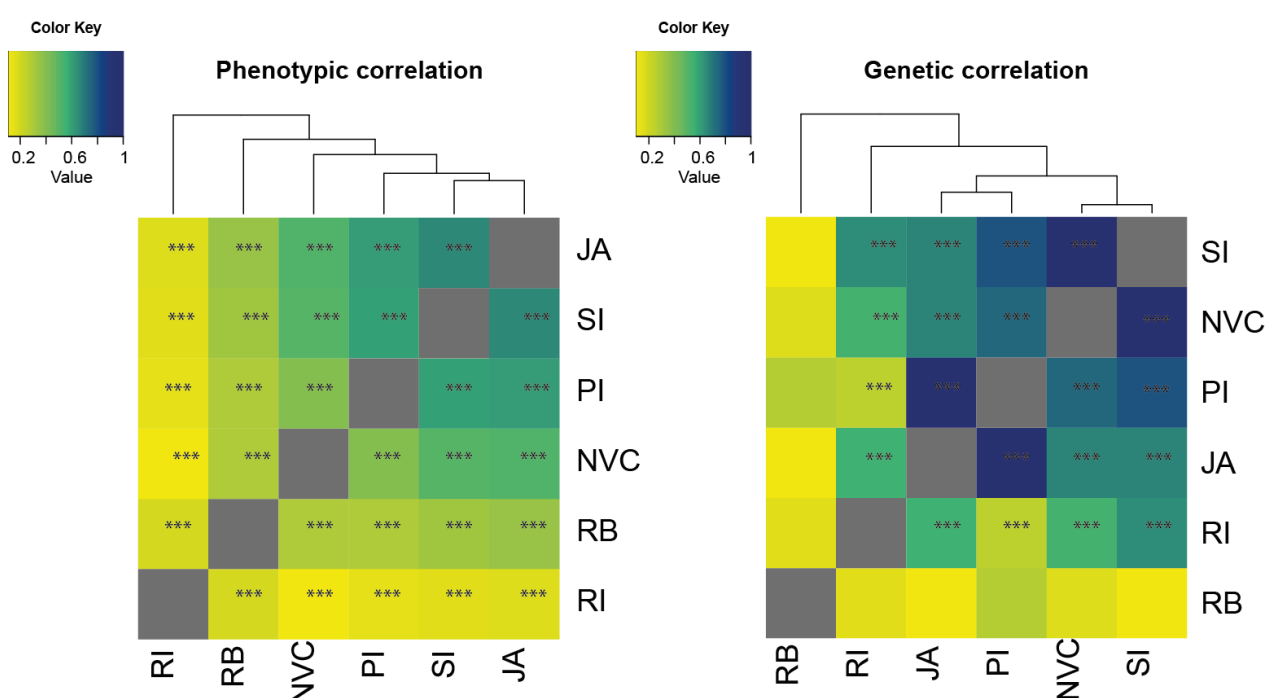 Color Key
0.2 0.6 1
Value
Phenotypic correlation
*** *** *** *** *** JA
*** *** *** *** *** SI
*** *** *** *** *** PI
*** *** *** *** *** NVC
*** *** *** *** *** RB
*** *** *** *** *** RI
RI RB NVC PI SI JA
Color Key
0.2 0.6 1
Value
Genetic correlation
*** *** *** *** SI
*** *** *** *** NVC
*** *** *** *** PI
*** *** *** *** JA
*** *** *** *** RI
RB
RB RI JA PI NVC SI